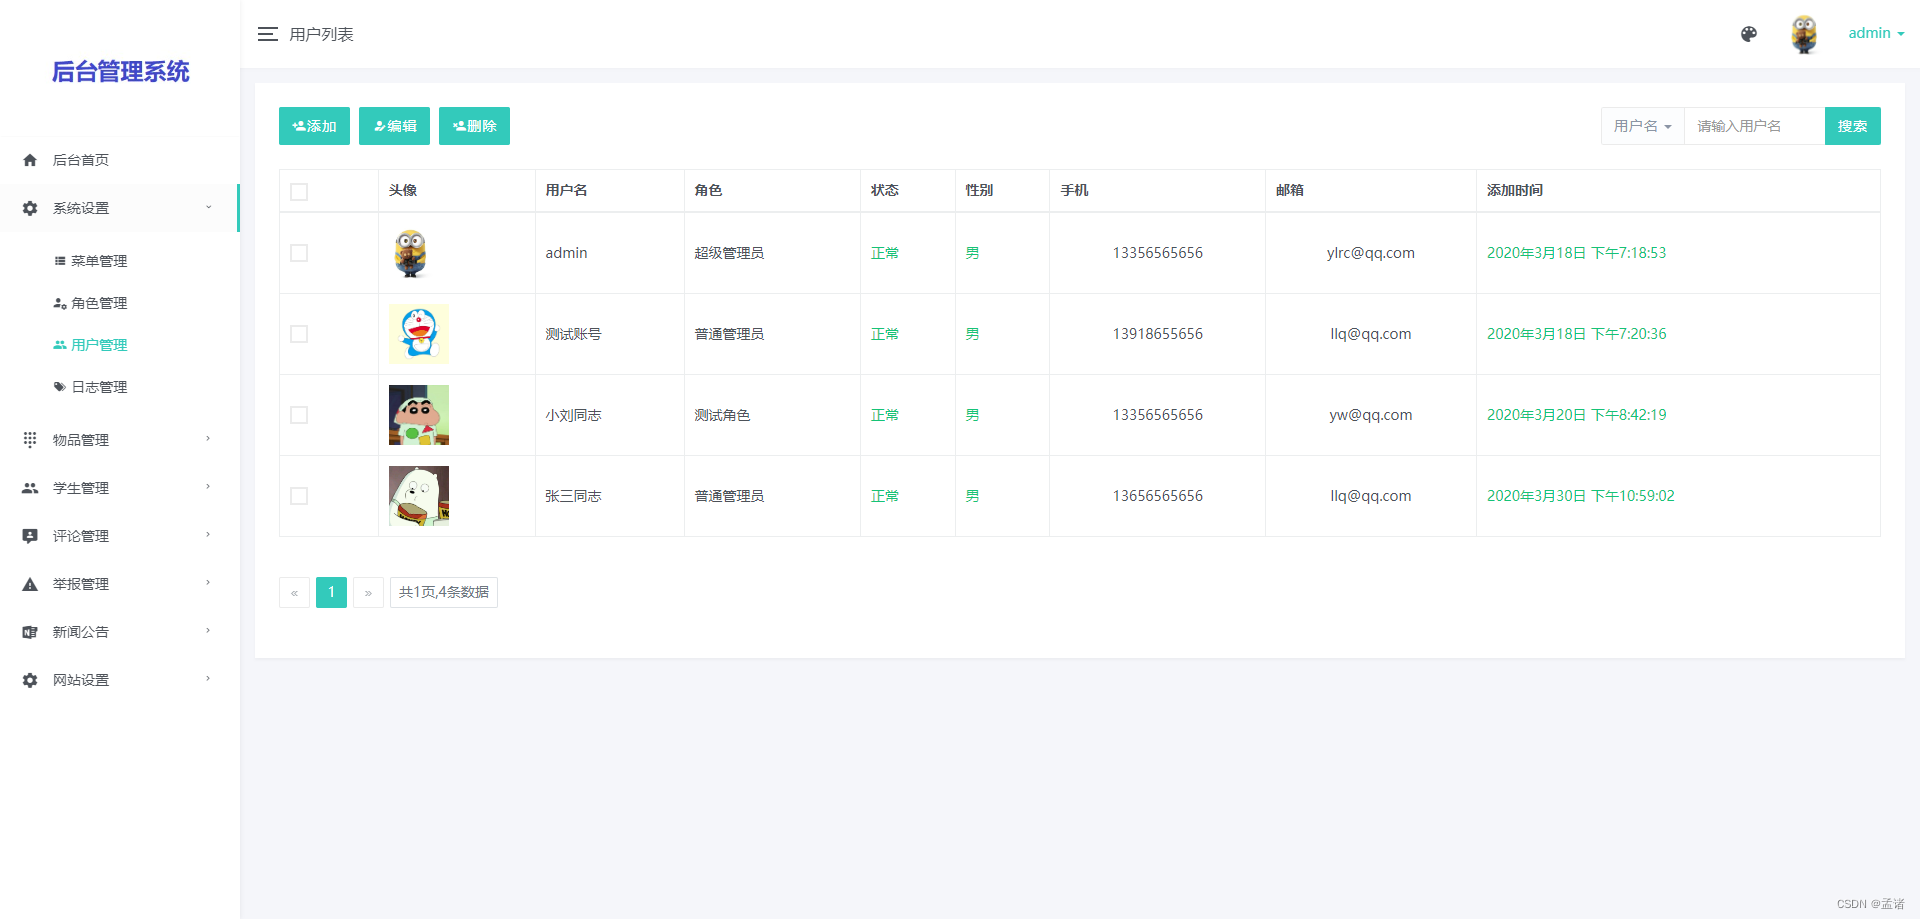 后台管理系统
后台首页
系统设置
菜单管理
角色管理
用户管理
日志管理
物品管理
学生管理
评论管理
举报管理
新闻公告
网站设置
用户列表
admin
添加 编辑 删除
用户名 请输入用户名 搜索
头像 用户名 角色 状态 性别 手机 邮箱 添加时间
admin 超级管理员 正常 男 13356565656 ylrc@qq.com 2020年3月18日 下午7:18:53
测试账号 普通管理员 正常 男 13918655656 llq@qq.com 2020年3月18日 下午7:20:36
小刘同志 测试角色 正常 男 13356565656 yw@qq.com 2020年3月20日 下午8:42:19
张三同志 普通管理员 正常 男 13656565656 llq@qq.com 2020年3月30日 下午10:59:02
« 1 » 共1页,4条数据
CSDN @孟诸